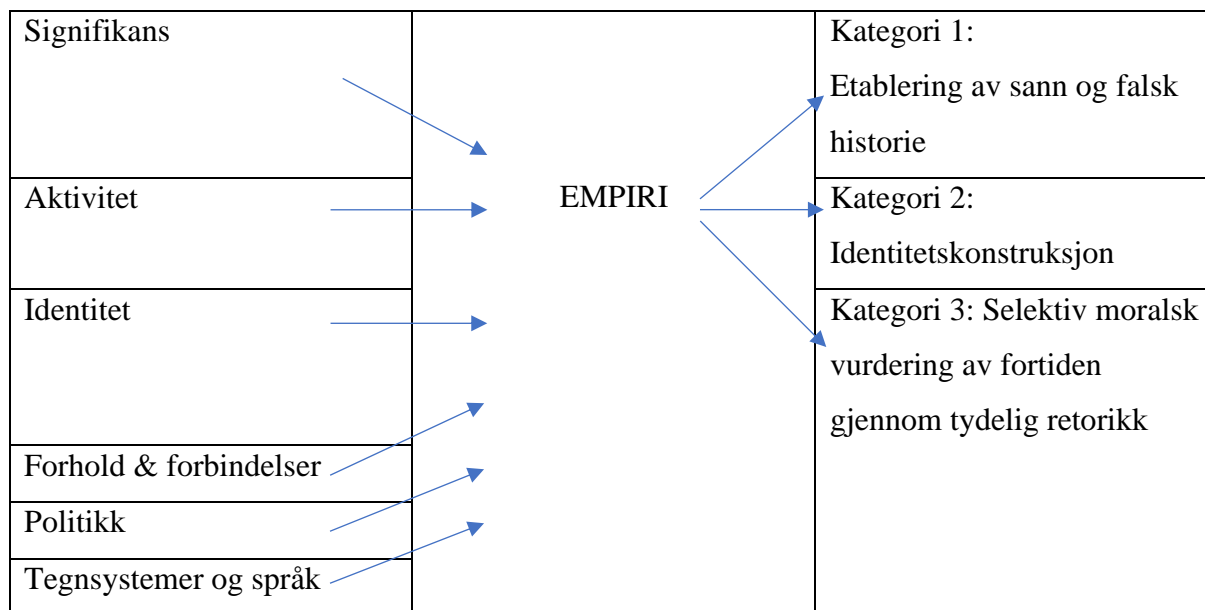 Signifikans
Aktivitet
Identitet
Forhold & forbindelser
Politikk
Tegnsystemer og språk
EMPIRI
Kategori 1:
Etablering av sann og falsk
historie
Kategori 2:
Identitetskonstruksjon
Kategori 3: Selektiv moralsk
vurdering av fortiden
gjennom tydelig retorikk